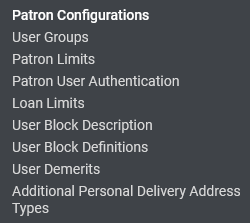 Patron Configurations
User Groups
Patron Limits
Patron User Authentication
Loan Limits
User Block Description
User Block Definitions
User Demerits
Additional Personal Delivery Address
Types